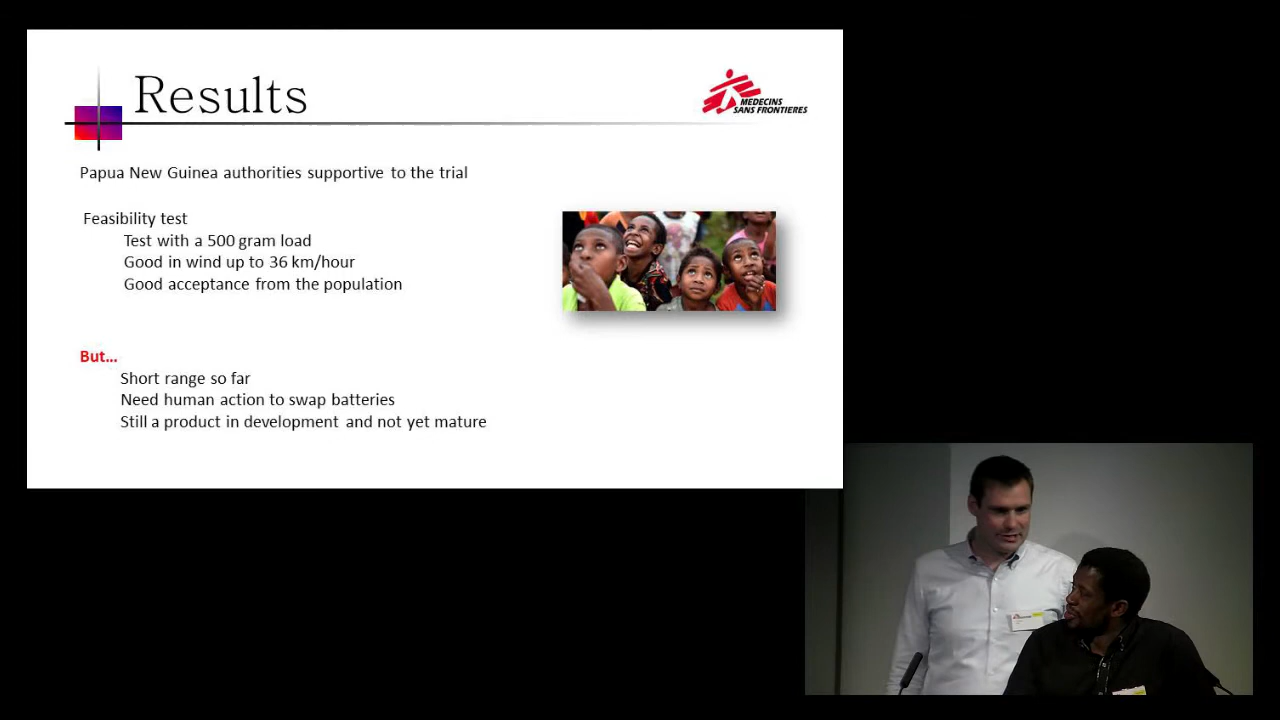 Results
MEDECINS
SANS FRONTIERES
Papua New Guinea authorities supportive to the trial
Feasibility test
Test with a 500 gram load
Good in wind up to 36 km/hour
Good acceptance from the population
But...
Short range so far
Need human action to swap batteries
Still a product in development and not yet mature